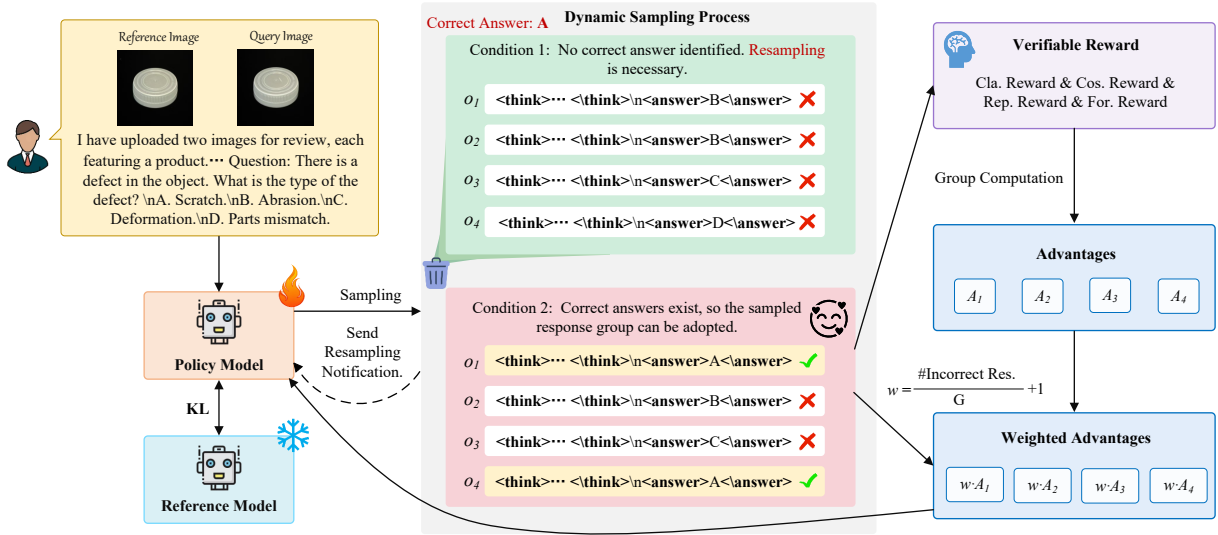 Reference Image
Query Image
I have uploaded two images for review, each
featuring a product.··· Question: There is a
defect in the object. What is the type of the
defect? \nA. Scratch.\nB. Abrasion.\nC.
Deformation.\nD. Parts mismatch.
Policy Model
KL
Reference Model
Sampling
Send
Resampling
Notification.
Correct Answer: A
Dynamic Sampling Process
Condition 1: No correct answer identified. Resampling
is necessary.
o1 <think>··· <\think>\n<answer>B<\answer>
o2 <think>··· <\think>\n<answer>B<\answer>
o3 <think>··· <\think>\n<answer>C<\answer>
o4 <think>··· <\think>\n<answer>D<\answer>
Condition 2: Correct answers exist, so the sampled
response group can be adopted.
o1 <think>··· <\think>\n<answer>A<\answer>
o2 <think>··· <\think>\n<answer>B<\answer>
o3 <think>··· <\think>\n<answer>C<\answer>
o4 <think>··· <\think>\n<answer>A<\answer>
Verifiable Reward
Cla. Reward & Cos. Reward &
Rep. Reward & For. Reward
Group Computation
Advantages
A1 A2 A3 A4
w = #Incorrect Res. / G +1
Weighted Advantages
w·A1 w·A2 w·A3 w·A4